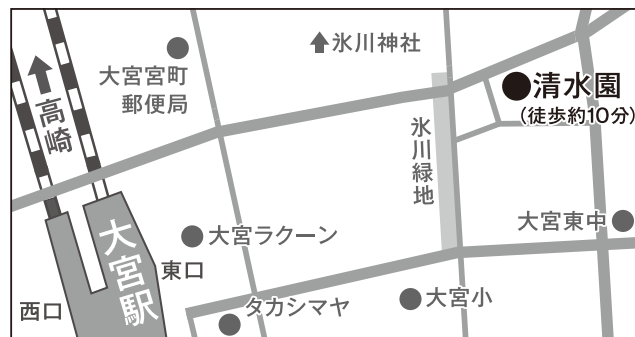 高崎
大宮宮町
郵便局
氷川神社
清水園
(徒歩約10分)
氷川緑地
大宮東中
大宮ラクーン
東口
大宮駅
西口
タカシマヤ
大宮小